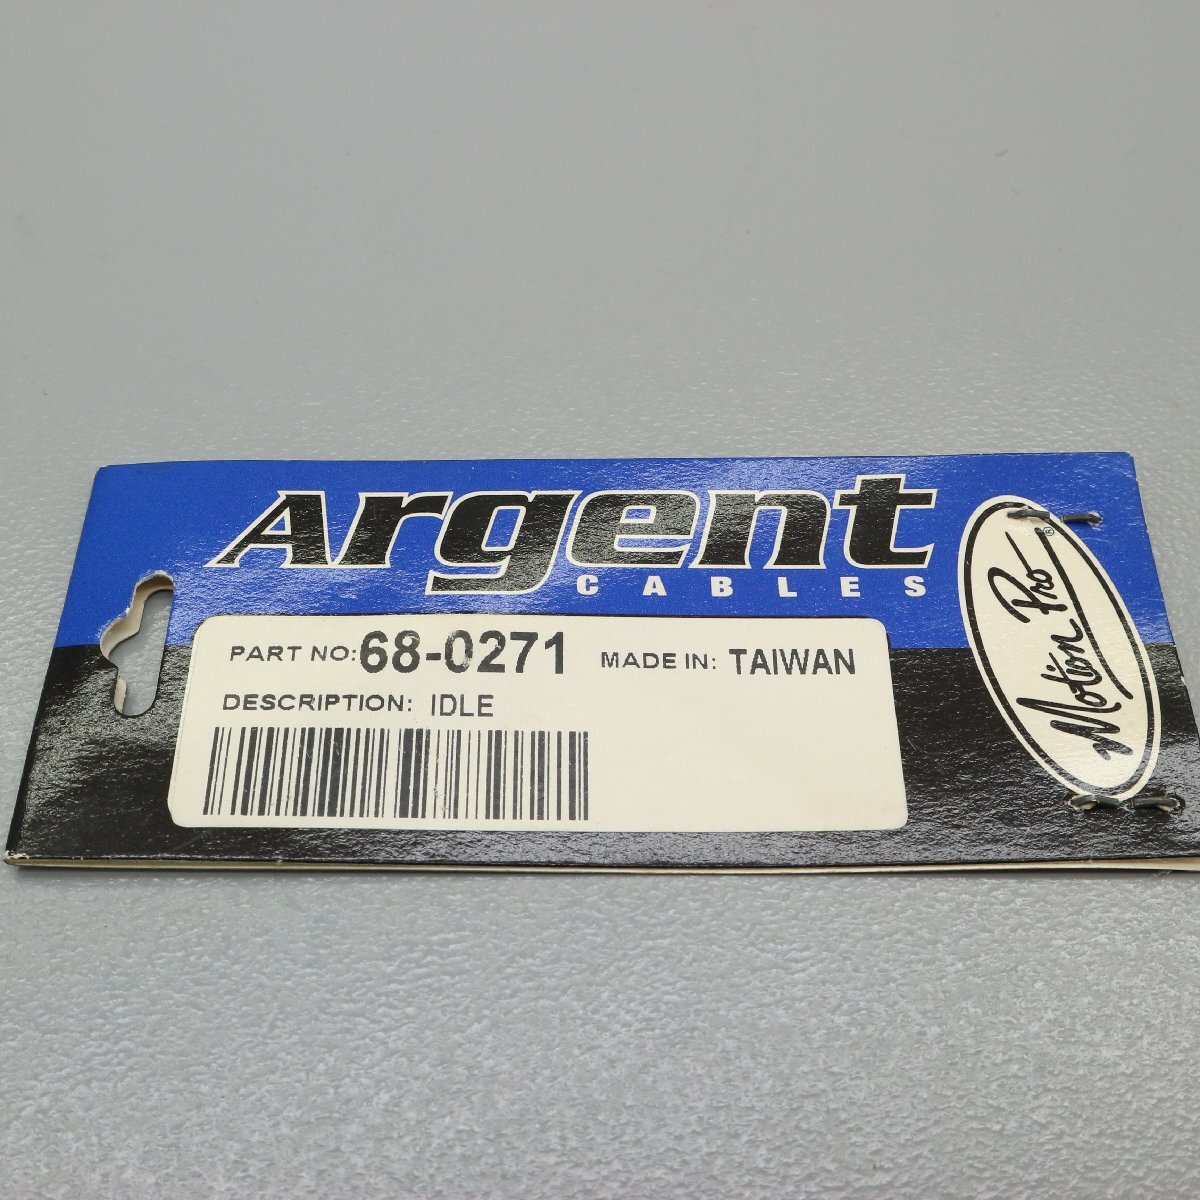 Argent
CABLES
Motion Pro®
PART NO: 68-0271 MADE IN: TAIWAN
DESCRIPTION: IDLE